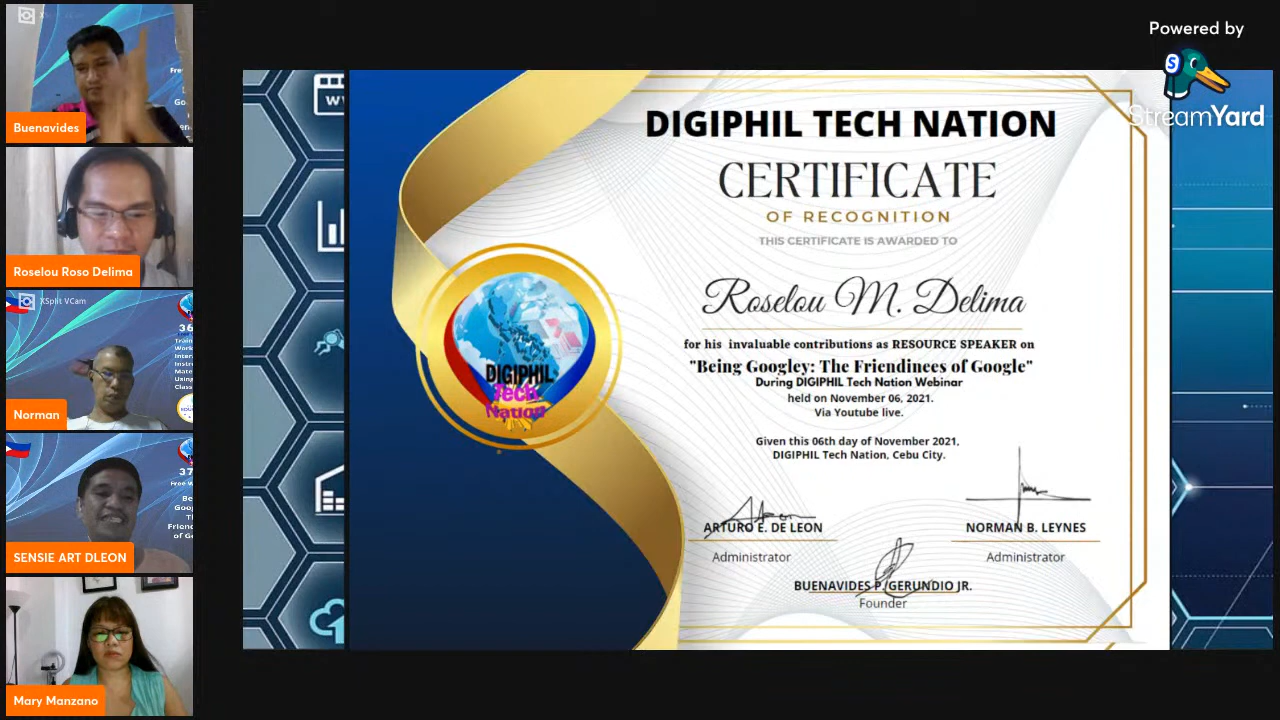 Buenavides
Roselou Roso Delima
XSplit VCam
36
Norman
37
SENSIE ART DLEON
Mary Manzano
Powered by
StreamYard
DIGIPHIL TECH NATION
CERTIFICATE
OF RECOGNITION
THIS CERTIFICATE IS AWARDED TO
Roselou M. Delima
for his invaluable contributions as RESOURCE SPEAKER on
"Being Googley: The Friendinees of Google"
During DIGIPHIL Tech Nation Webinar
held on November 06, 2021.
Via Youtube live.
Given this 06th day of November 2021,
DIGIPHIL Tech Nation, Cebu City.
DIGIPHIL
Tech
Nation
ARTURO E. DE LEON
Administrator
NORMAN B. LEYNES
Administrator
BUENAVIDES P. GERUNDIO JR.
Founder